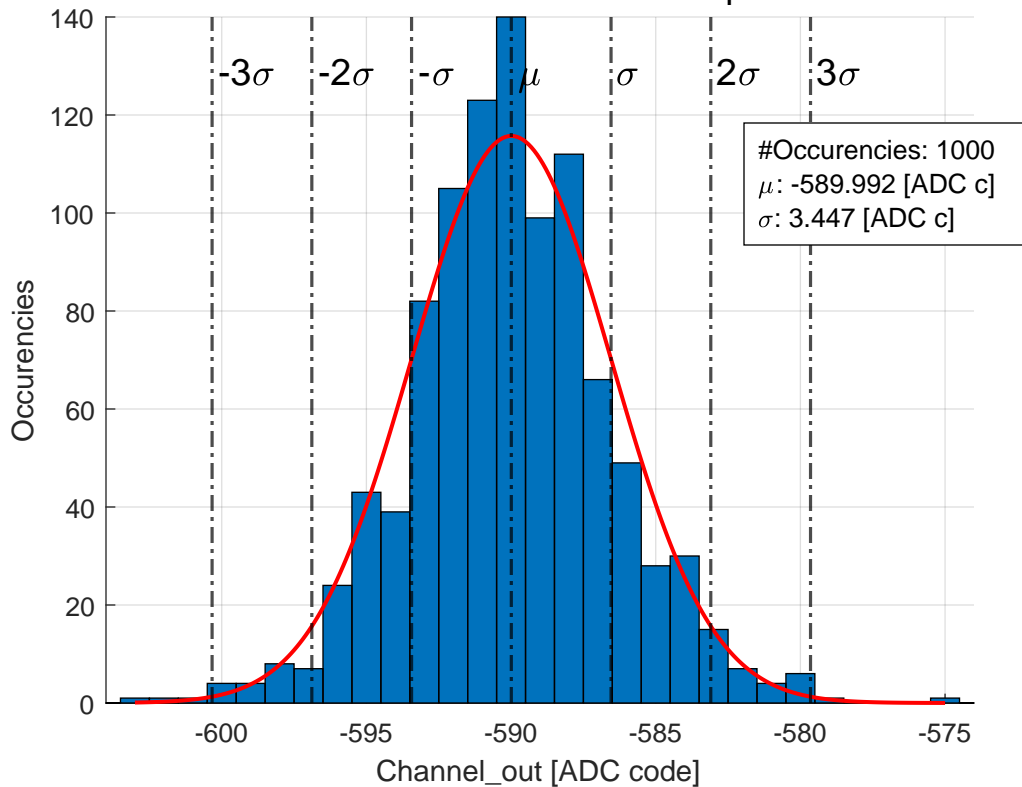 140
120
100
80
60
40
20
0
-3σ -2σ -σ μ σ 2σ 3σ
#Occurencies: 1000
μ: -589.992 [ADC c]
σ: 3.447 [ADC c]
Occurencies
-600 -595 -590 -585 -580 -575
Channel_out [ADC code]